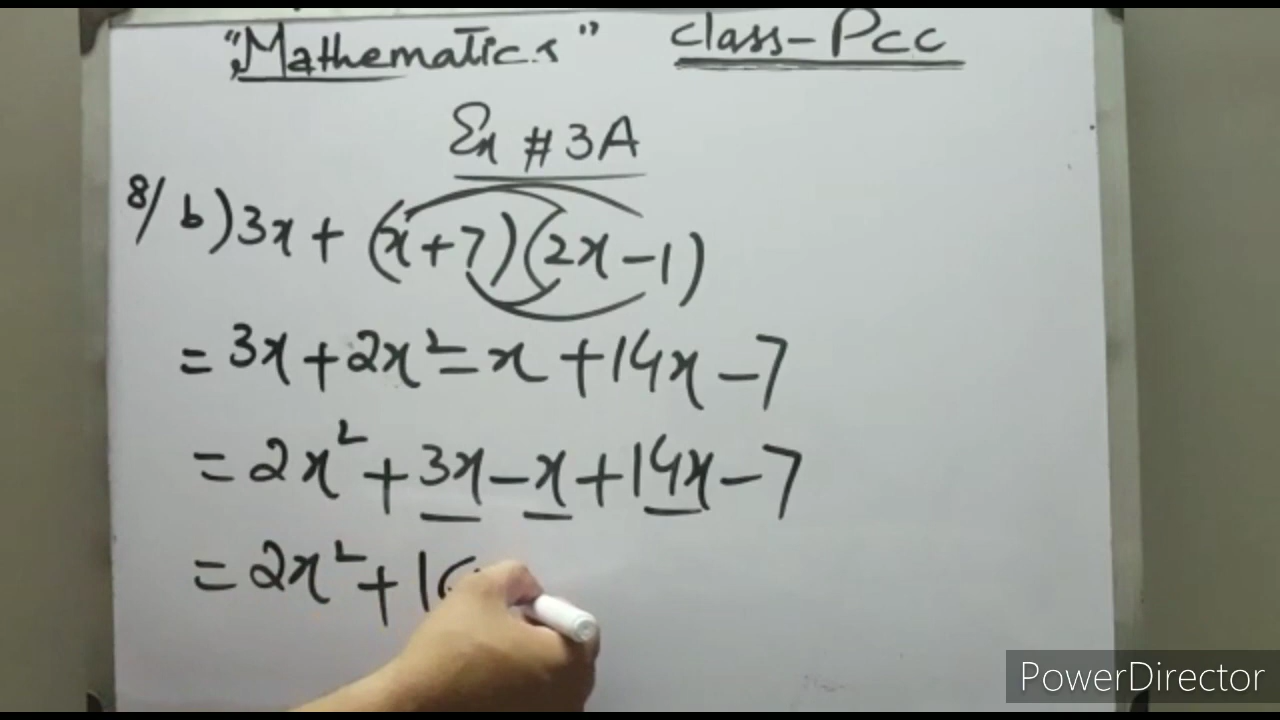 "Mathematics" Class-Pcc
Ex # 3A
8/ b) 3x + (x+7)(2x-1)
= 3x + 2x² - x + 14x - 7
= 2x² + 3x - x + 14x - 7
= 2x² + 16
PowerDirector